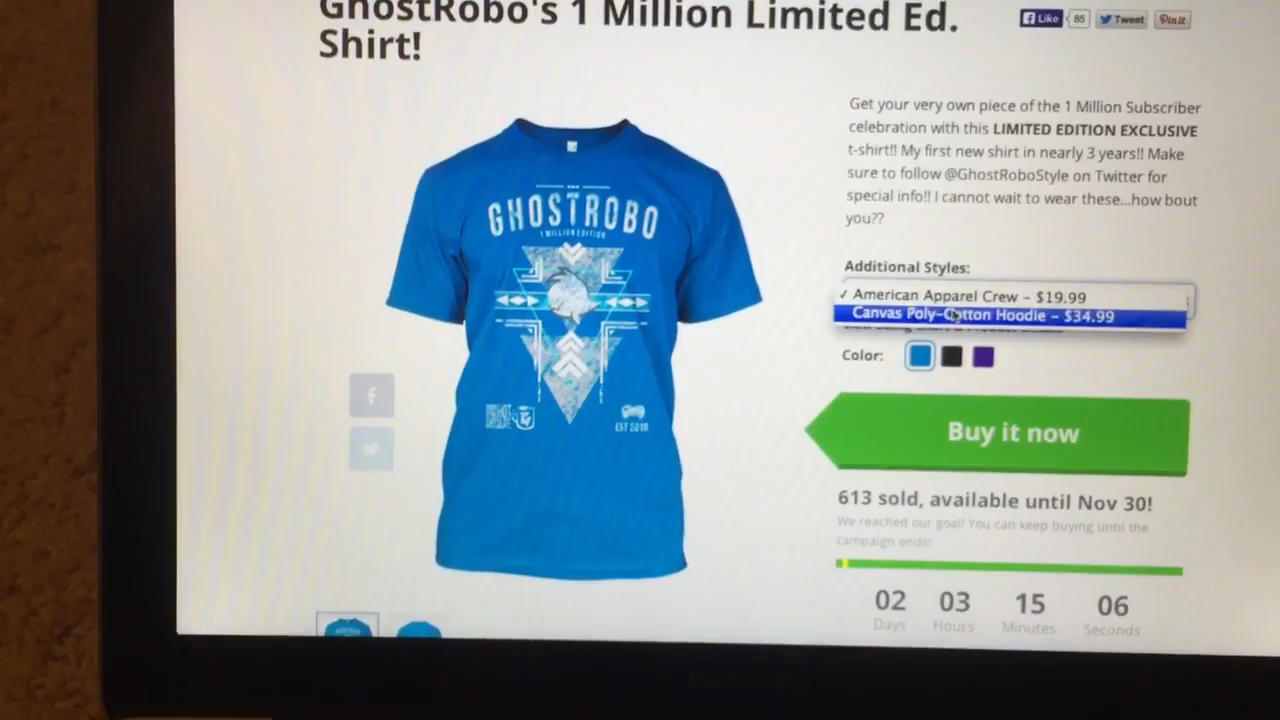 GhostRobo's 1 Million Limited Ed.
Shirt!
Like
85
Tweet
Pin it
Get your very own piece of the 1 Million Subscriber
celebration with this LIMITED EDITION EXCLUSIVE
t-shirt!! My first new shirt in nearly 3 years!! Make
sure to follow @GhostRoboStyle on Twitter for
special info!! I cannot wait to wear these...how bout
you??
GHOSTROBO
1 MILLION EDITION
EST 2010
Additional Styles:
✓ American Apparel Crew – $19.99
Canvas Poly-Cotton Hoodie – $34.99
Color:
Buy it now
613 sold, available until Nov 30!
We reached our goal! You can keep buying until the
campaign ends!
02 03 15 06
Days Hours Minutes Seconds